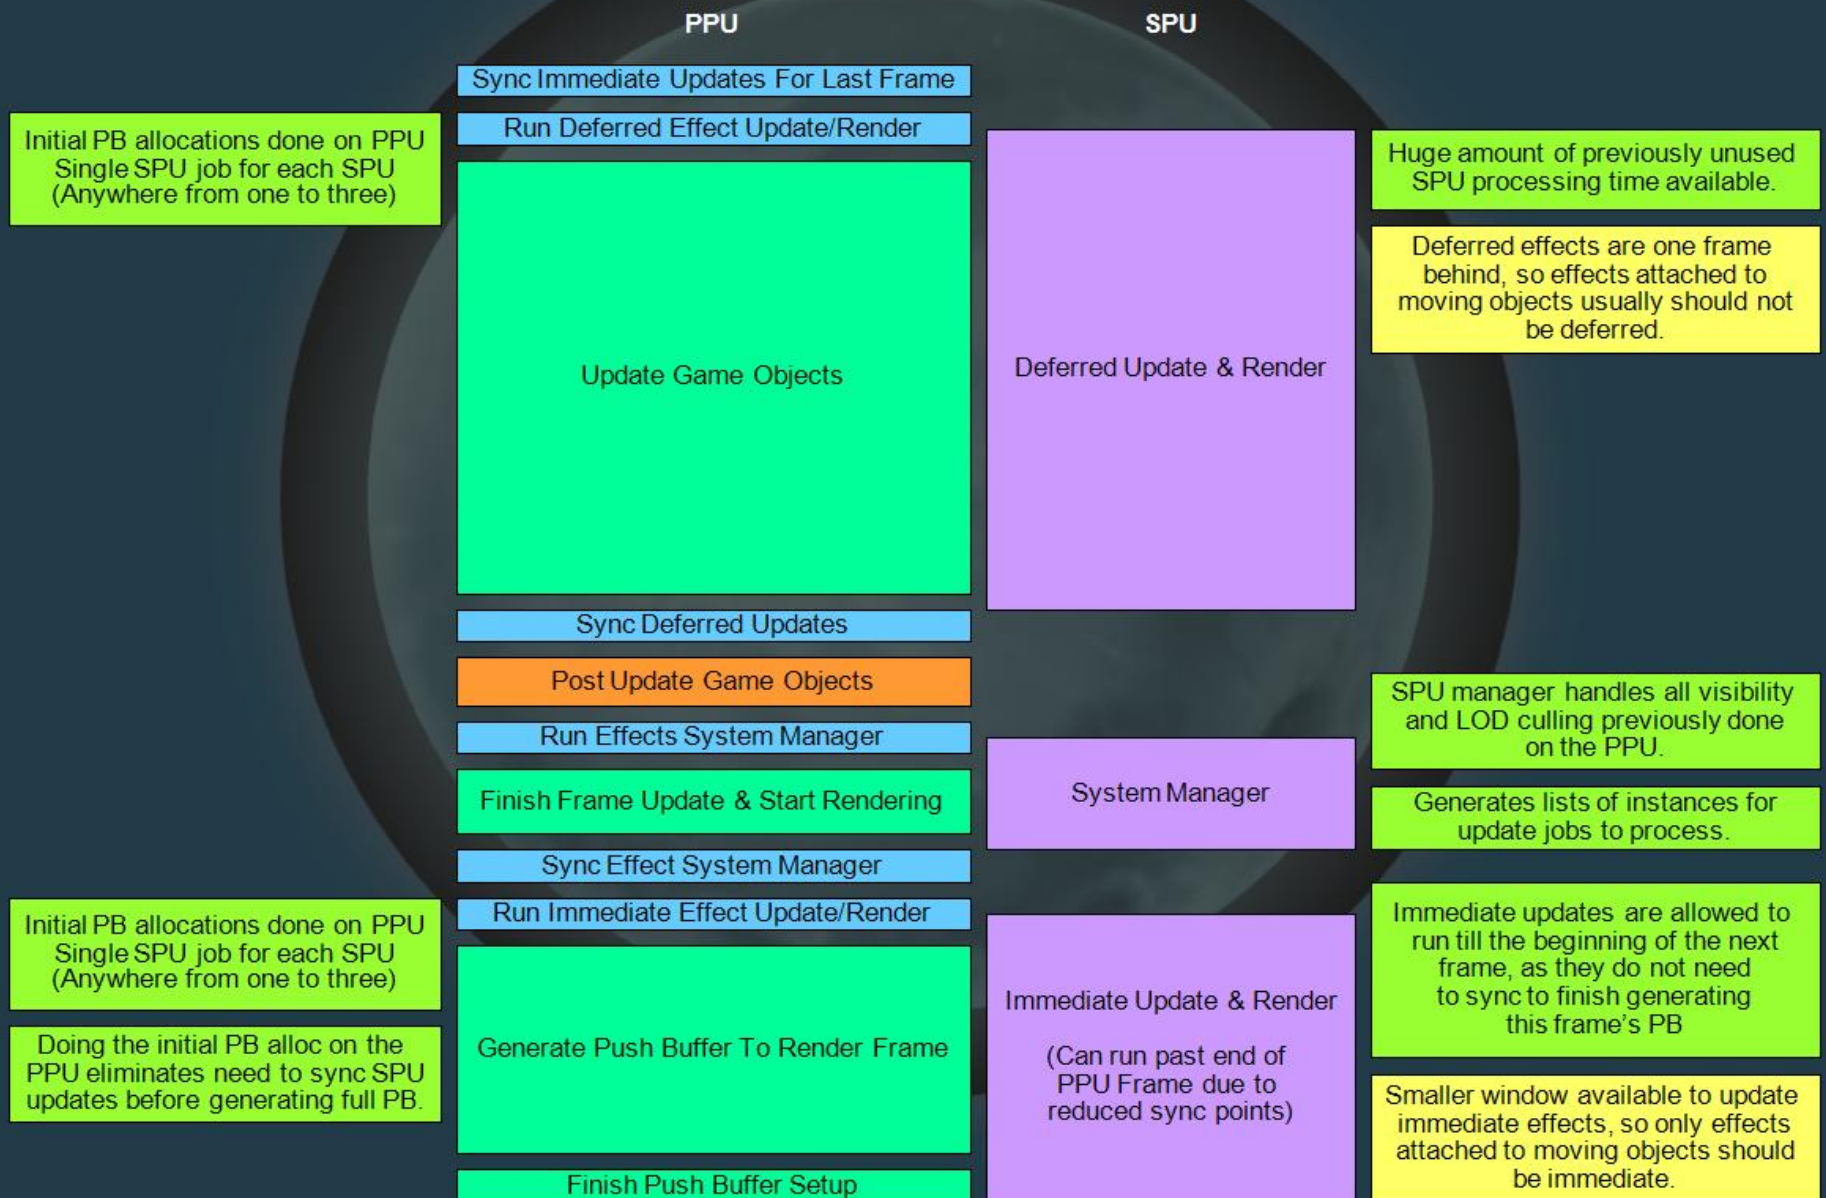 PPU
SPU
Sync Immediate Updates For Last Frame
Run Deferred Effect Update/Render
Initial PB allocations done on PPU
Single SPU job for each SPU
(Anywhere from one to three)
Update Game Objects
Deferred Update & Render
Huge amount of previously unused
SPU processing time available.
Deferred effects are one frame
behind, so effects attached to
moving objects usually should not
be deferred.
Sync Deferred Updates
Post Update Game Objects
Run Effects System Manager
Finish Frame Update & Start Rendering
System Manager
SPU manager handles all visibility
and LOD culling previously done
on the PPU.
Generates lists of instances for
update jobs to process.
Sync Effect System Manager
Run Immediate Effect Update/Render
Initial PB allocations done on PPU
Single SPU job for each SPU
(Anywhere from one to three)
Doing the initial PB alloc on the
PPU eliminates need to sync SPU
updates before generating full PB.
Generate Push Buffer To Render Frame
Immediate Update & Render
(Can run past end of
PPU Frame due to
reduced sync points)
Immediate updates are allowed to
run till the beginning of the next
frame, as they do not need
to sync to finish generating
this frame's PB
Smaller window available to update
immediate effects, so only effects
attached to moving objects should
be immediate.
Finish Push Buffer Setup